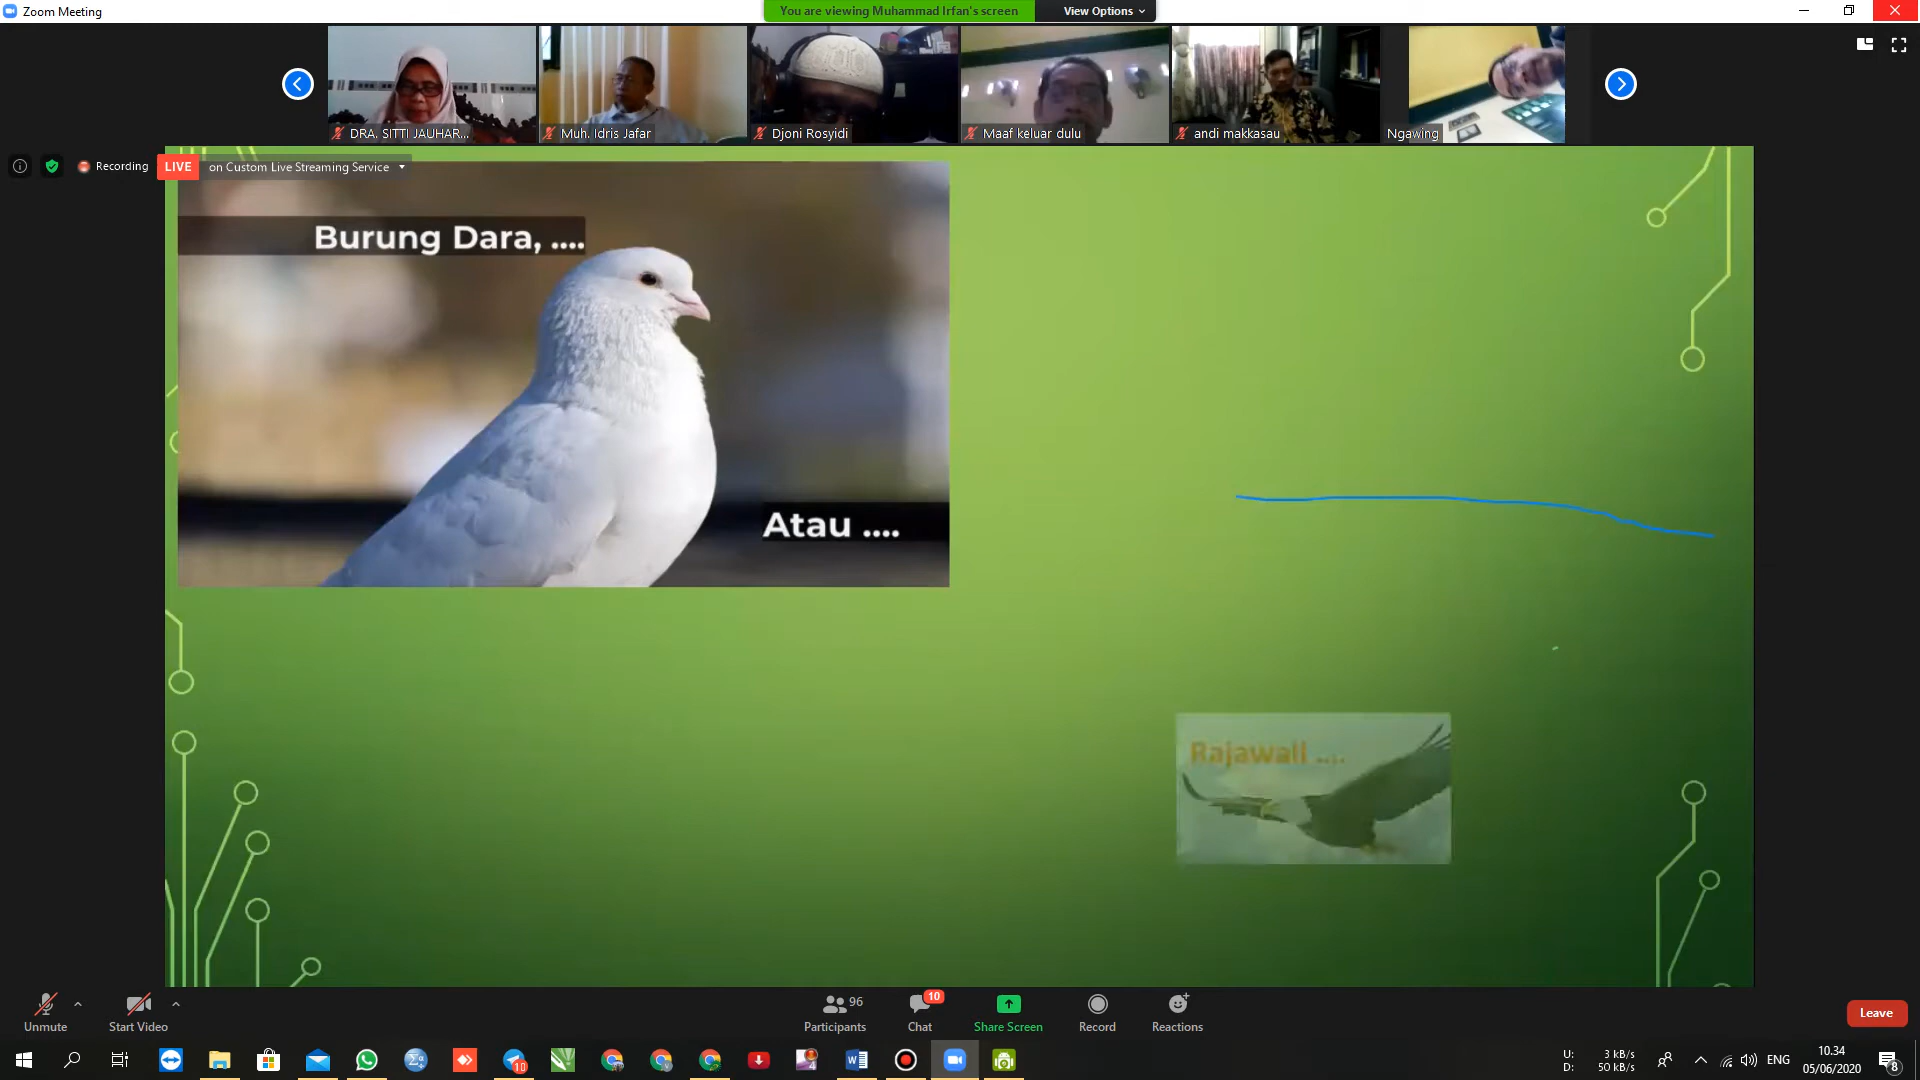 Zoom Meeting
You are viewing Muhammad Irfan's screen
View Options
DRA. SITTI JAUHAR...
Muh. Idris Jafar
Djoni Rosyidi
Maaf keluar dulu
andi makkasau
Ngawing
Recording
LIVE
on Custom Live Streaming Service
Burung Dara, ....
Atau ....
Rajawali ....
Unmute
Start Video
96
Participants
10
Chat
Share Screen
Record
Reactions
Leave
10
U: 3 kB/s
D: 50 kB/s
ENG
10.34
05/06/2020
8